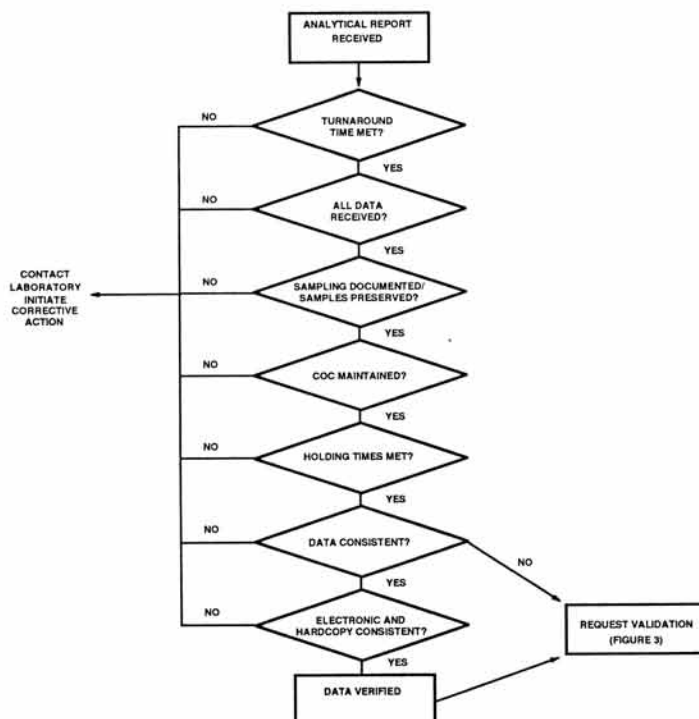 ANALYTICAL REPORT
RECEIVED
NO
TURNAROUND
TIME MET?
YES
NO
ALL DATA
RECEIVED?
YES
CONTACT
LABORATORY
INITIATE
CORRECTIVE
ACTION
NO
SAMPLING DOCUMENTED/
SAMPLES PRESERVED?
YES
NO
COC MAINTAINED?
YES
NO
HOLDING TIMES MET?
YES
NO
DATA CONSISTENT?
NO
YES
NO
ELECTRONIC AND
HARDCOPY CONSISTENT?
REQUEST VALIDATION
(FIGURE 3)
YES
DATA VERIFIED